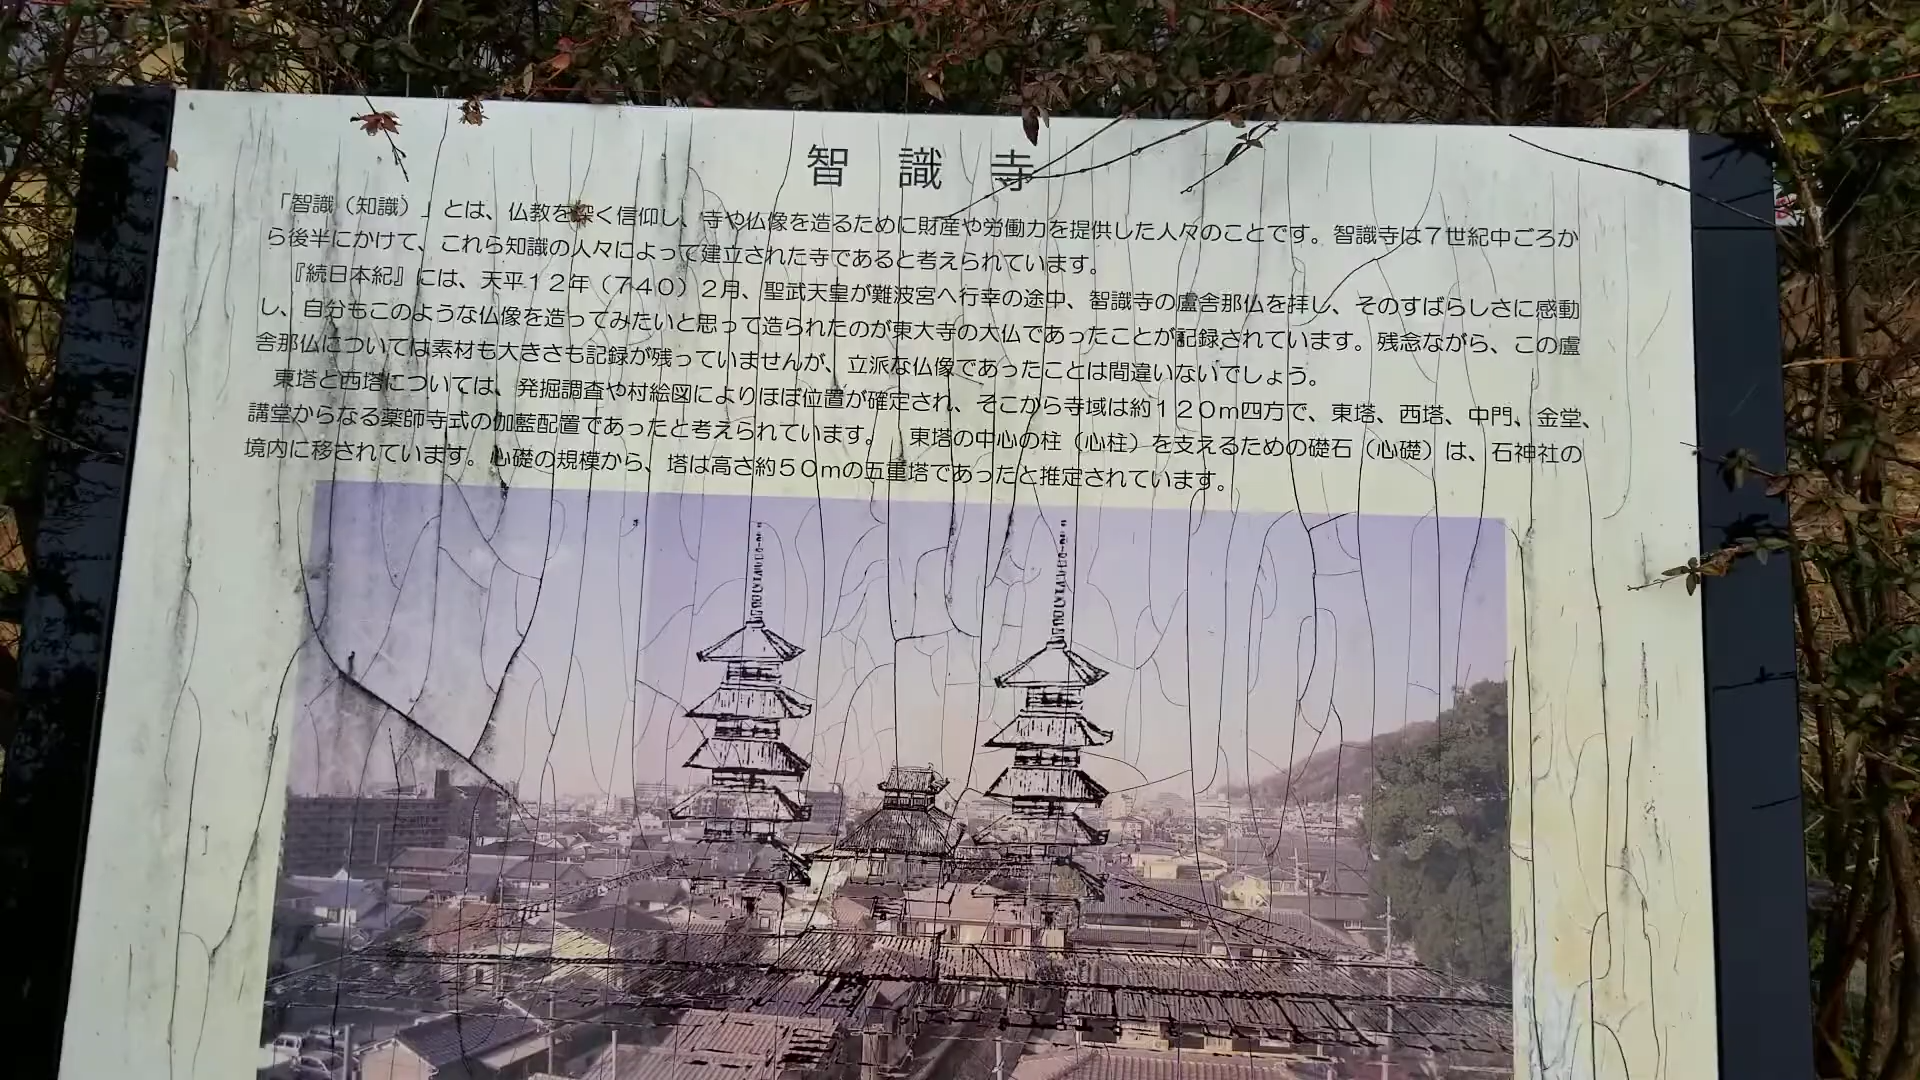 智識寺
「智識（知識）」とは、仏教を深く信仰し、寺や仏像を造るために財産や労働力を提供した人々のことです。智識寺は７世紀中ごろか
ら後半にかけて、これら知識の人々によって建立された寺であると考えられています。
『続日本紀』には、天平１２年（７４０）２月、聖武天皇が難波宮へ行幸の途中、智識寺の盧舎那仏を拝し、そのすばらしさに感動
し、自分もこのような仏像を造ってみたいと思って造られたのが東大寺の大仏であったことが記録されています。残念ながら、この盧
舎那仏については素材も大きさも記録が残っていませんが、立派な仏像であったことは間違いないでしょう。
東塔と西塔については、発掘調査や村絵図によりほぼ位置が確定され、そこから寺域は約１２０ｍ四方で、東塔、西塔、中門、金堂、
講堂からなる薬師寺式の伽藍配置であったと考えられています。　東塔の中心の柱（心柱）を支えるための礎石（心礎）は、石神社の
境内に移されています。心礎の規模から、塔は高さ約５０ｍの五重塔であったと推定されています。